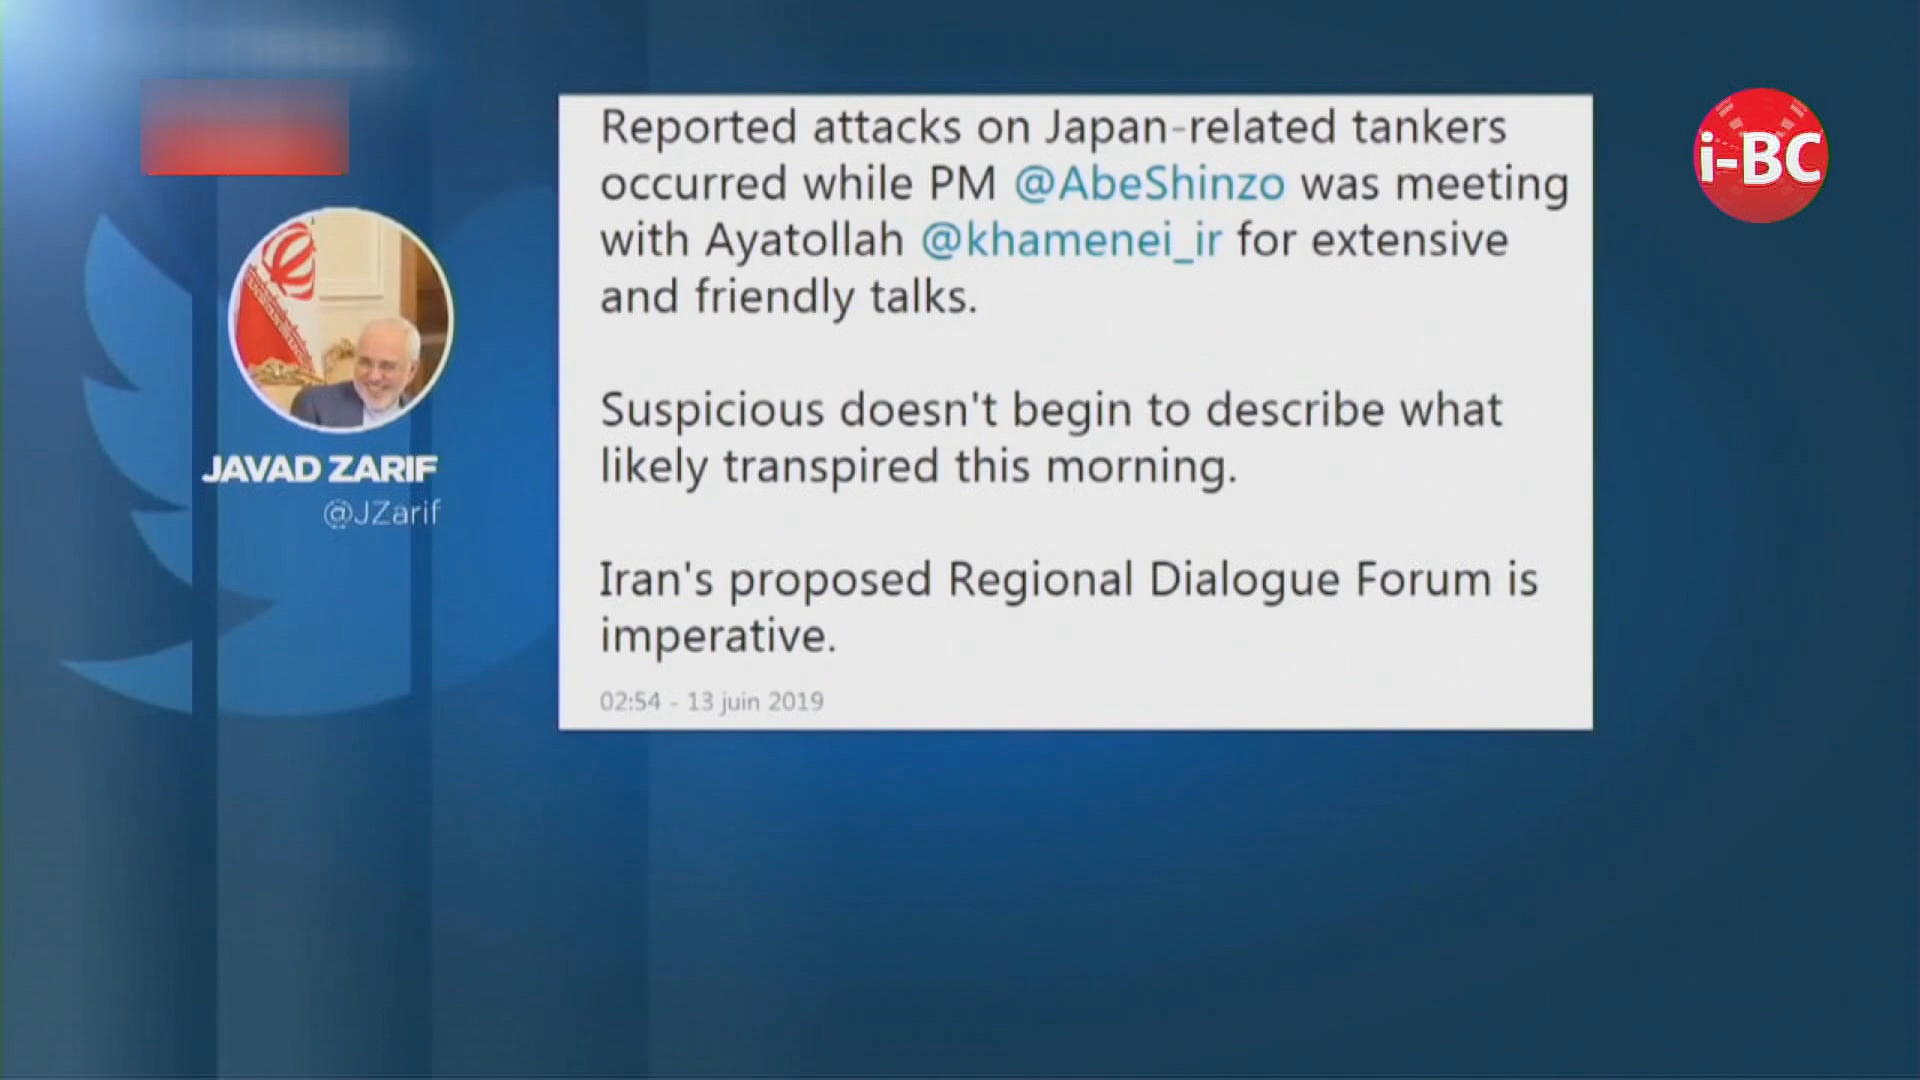 i-BC
JAVAD ZARIF
@JZarif
Reported attacks on Japan-related tankers
occurred while PM @AbeShinzo was meeting
with Ayatollah @khamenei_ir for extensive
and friendly talks.
Suspicious doesn't begin to describe what
likely transpired this morning.
Iran's proposed Regional Dialogue Forum is
imperative.
02:54 - 13 juin 2019